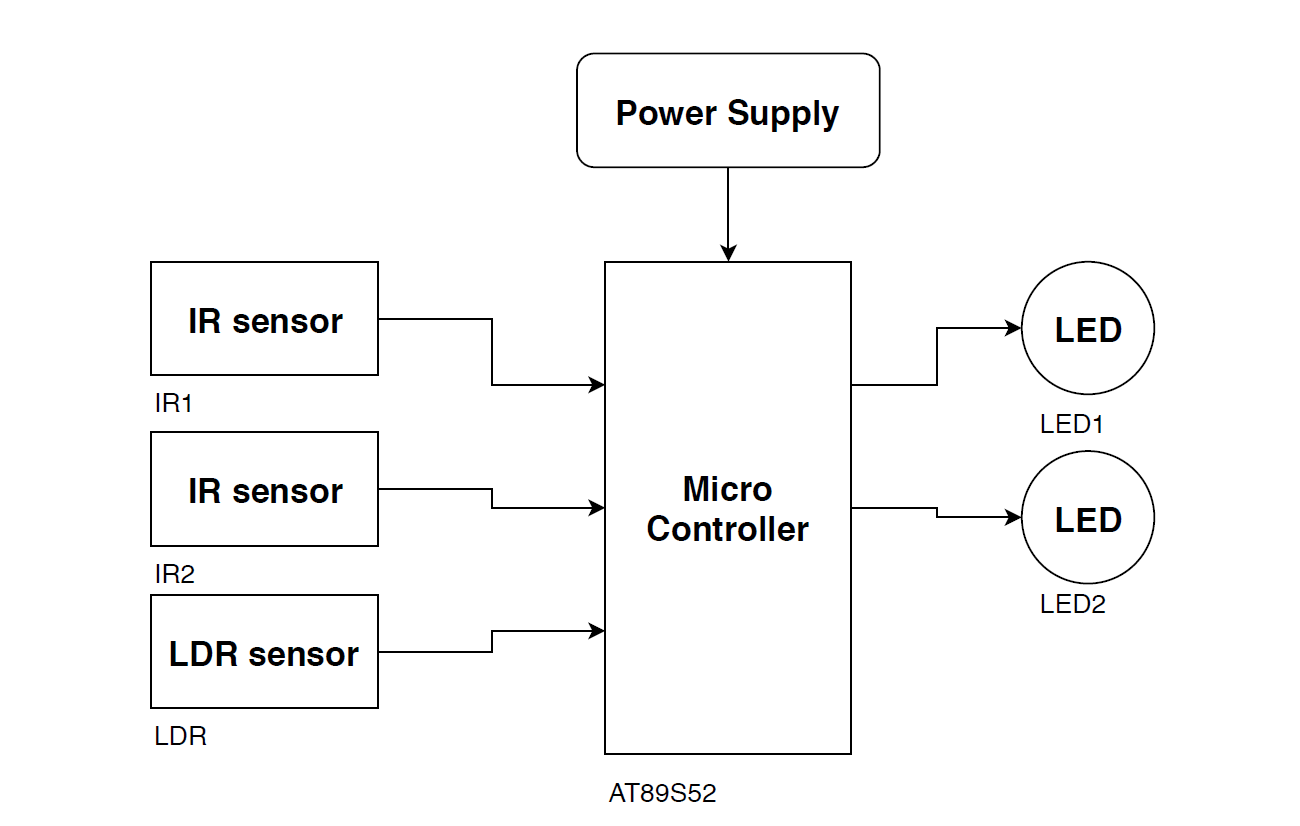 Power Supply
IR sensor
IR1
IR sensor
IR2
LDR sensor
LDR
Micro
Controller
AT89S52
LED
LED1
LED
LED2